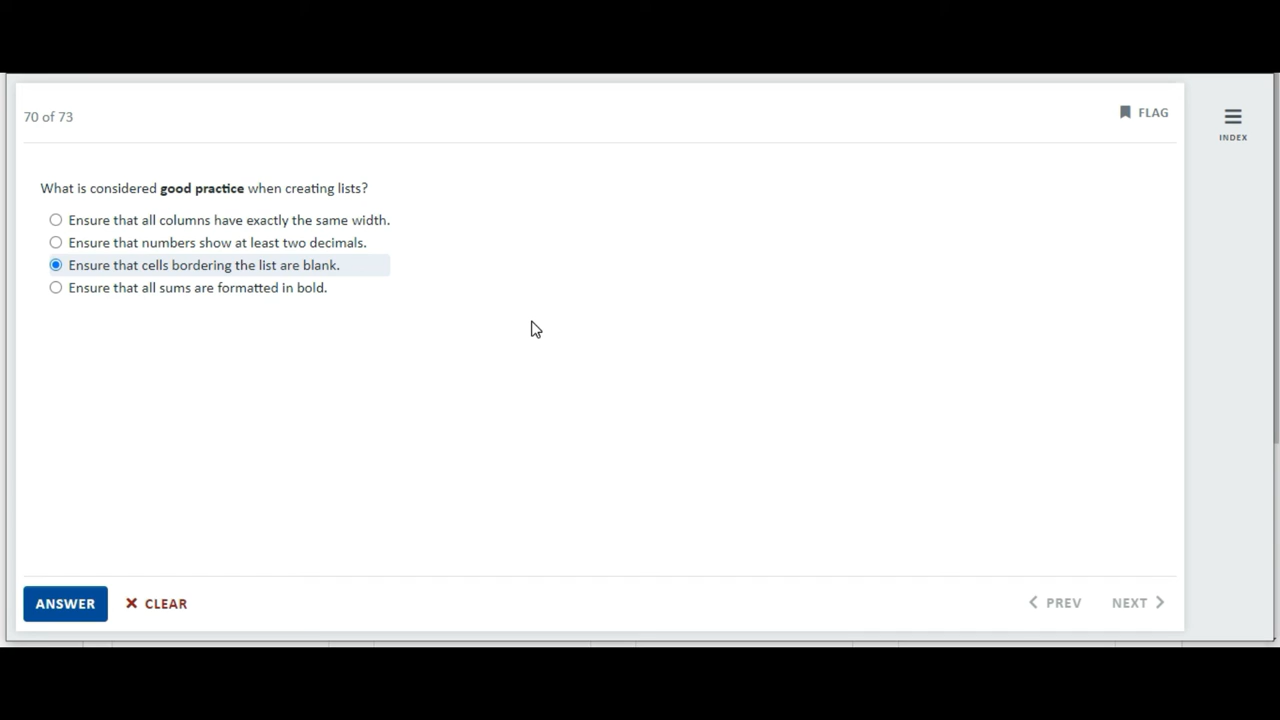 70 of 73
FLAG
INDEX
What is considered good practice when creating lists?
Ensure that all columns have exactly the same width.
Ensure that numbers show at least two decimals.
Ensure that cells bordering the list are blank.
Ensure that all sums are formatted in bold.
ANSWER
CLEAR
PREV
NEXT